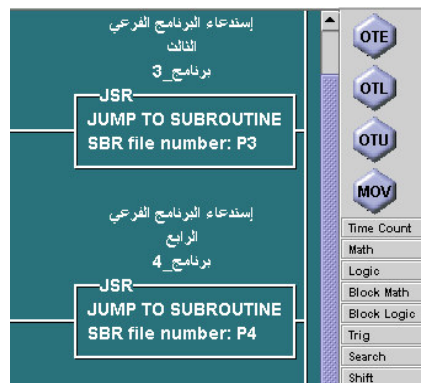 إستدعاء البرنامج الفرعي
الثالث
برنامج_3
JSR
JUMP TO SUBROUTINE
SBR file number: P3
إستدعاء البرنامج الفرعي
الرابع
برنامج_4
JSR
JUMP TO SUBROUTINE
SBR file number: P4
OTE
OTL
OTU
MOV
Time Count
Math
Logic
Block Math
Block Logic
Trig
Search
Shift